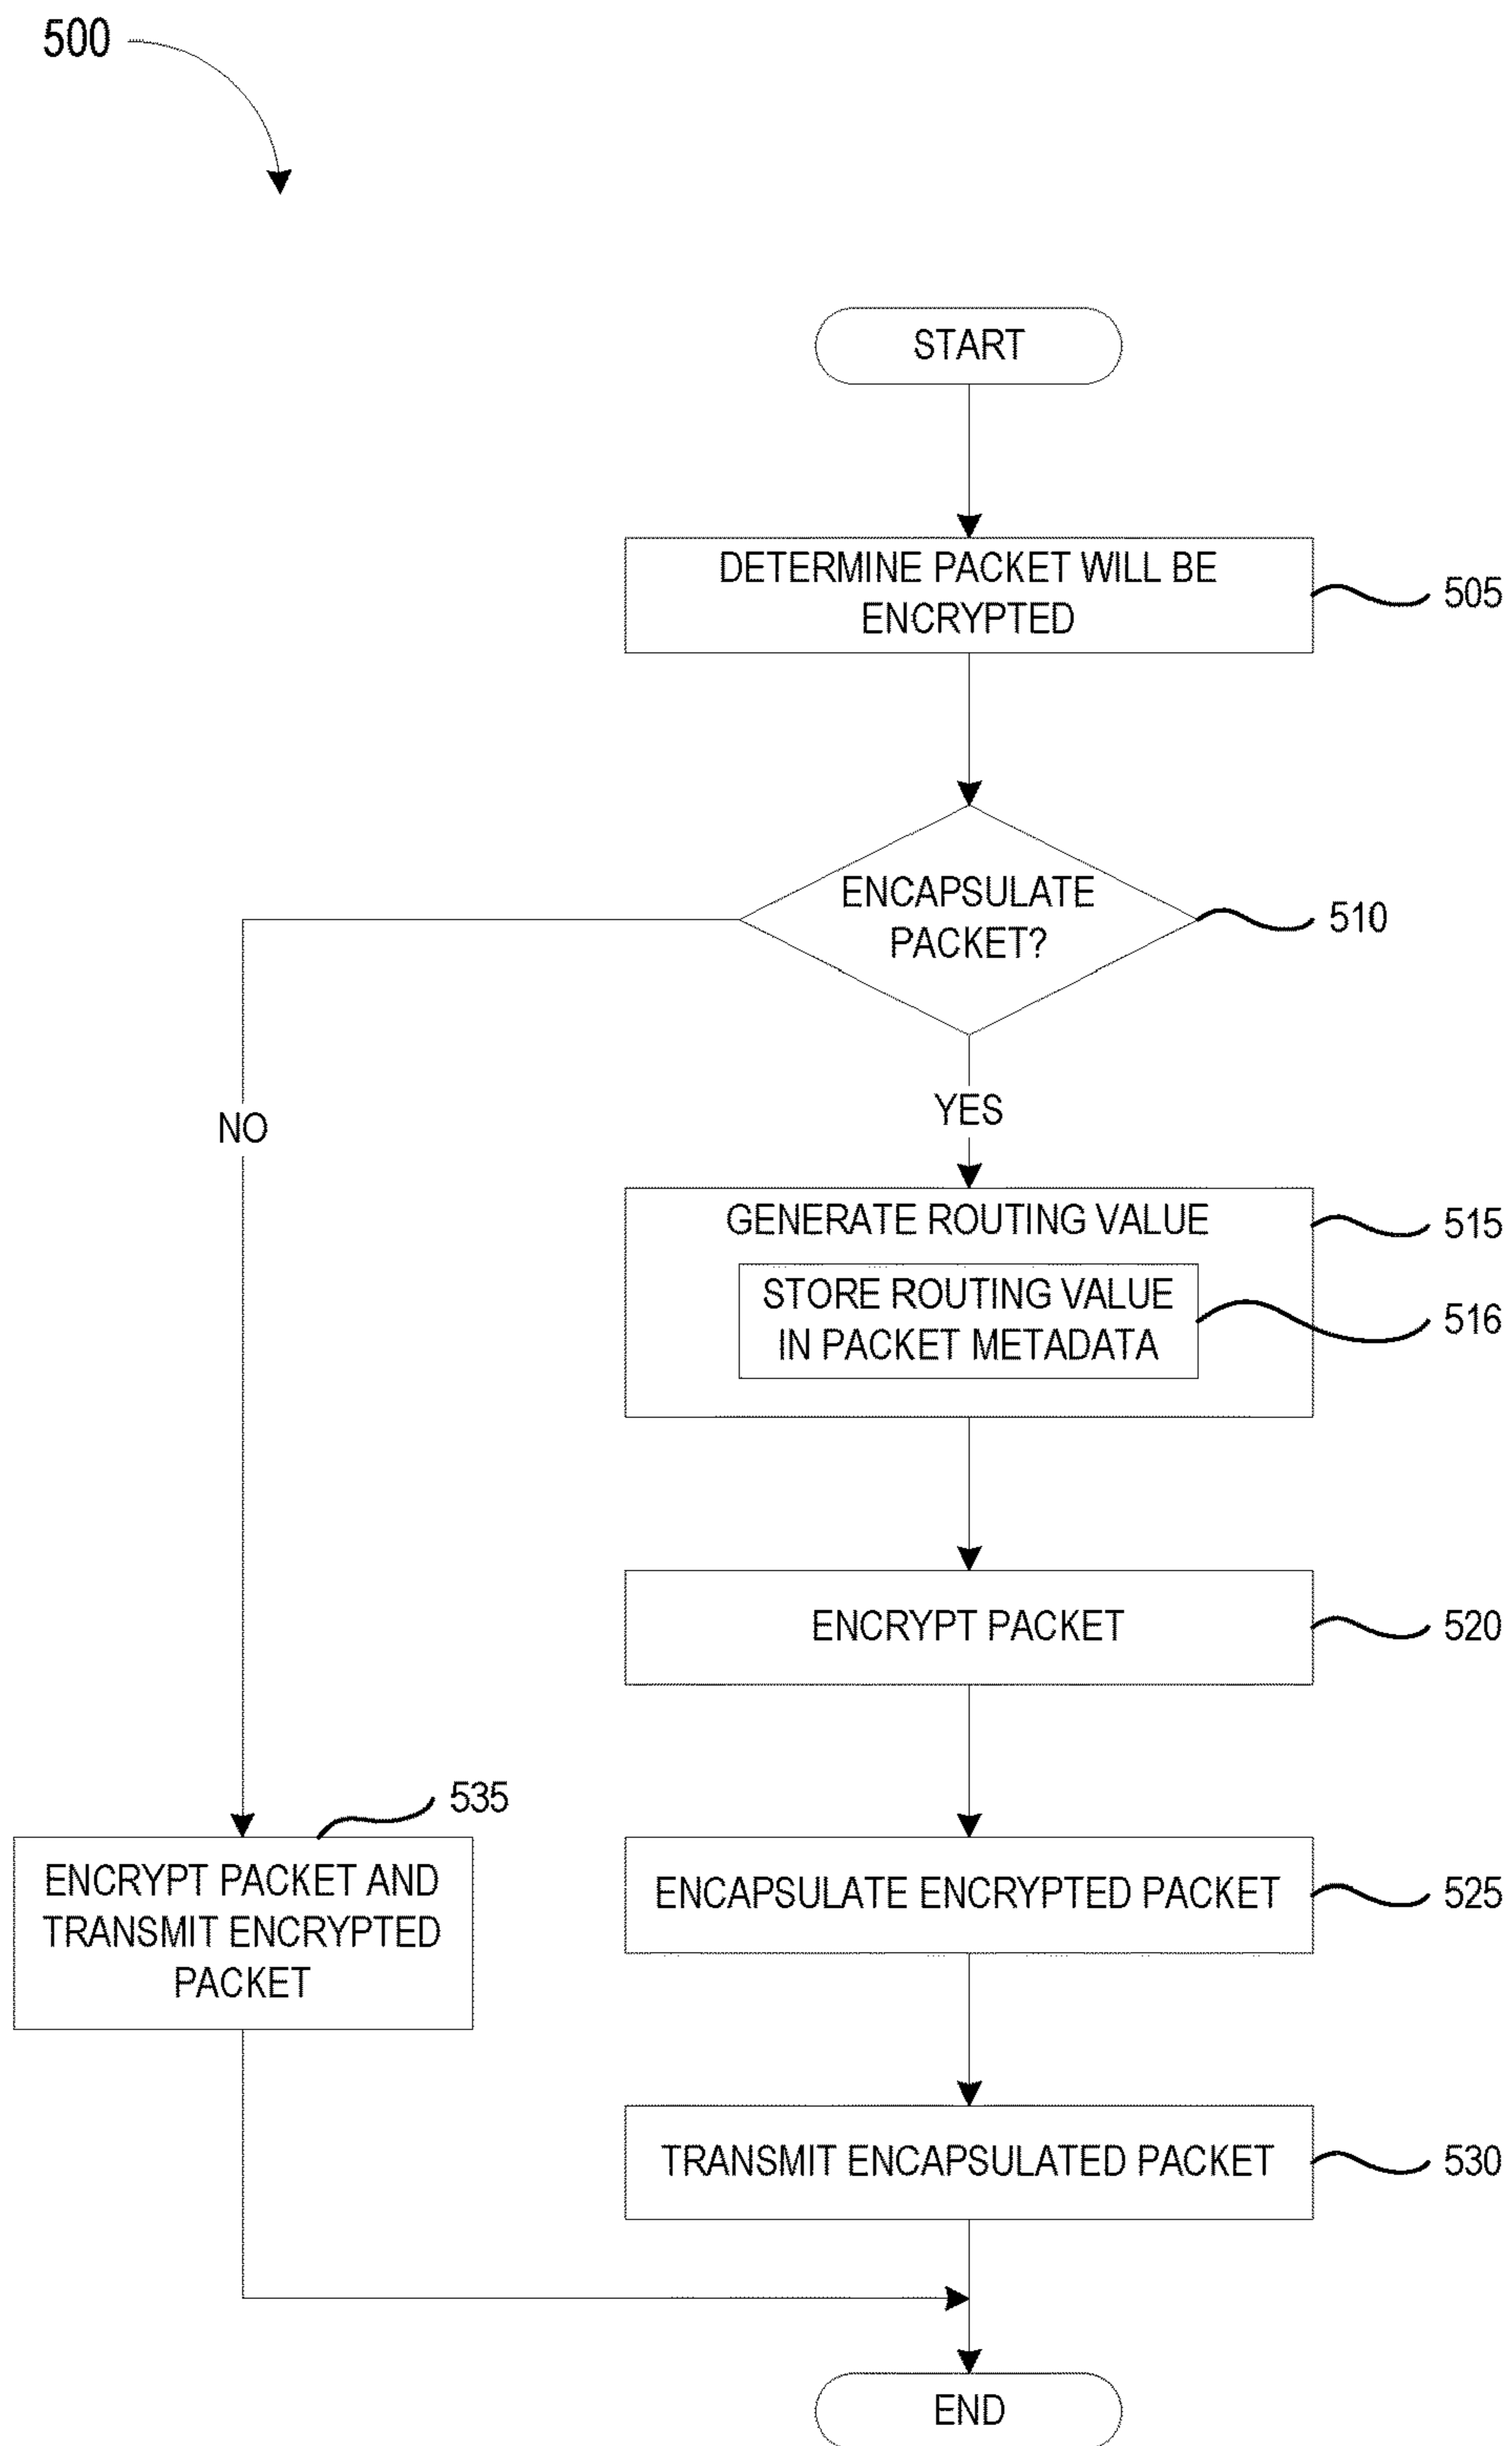 500
START
DETERMINE PACKET WILL BE
ENCRYPTED
505
ENCAPSULATE
PACKET?
510
NO
YES
GENERATE ROUTING VALUE
515
STORE ROUTING VALUE
IN PACKET METADATA
516
ENCRYPT PACKET
520
535
ENCRYPT PACKET AND
TRANSMIT ENCRYPTED
PACKET
ENCAPSULATE ENCRYPTED PACKET
525
TRANSMIT ENCAPSULATED PACKET
530
END